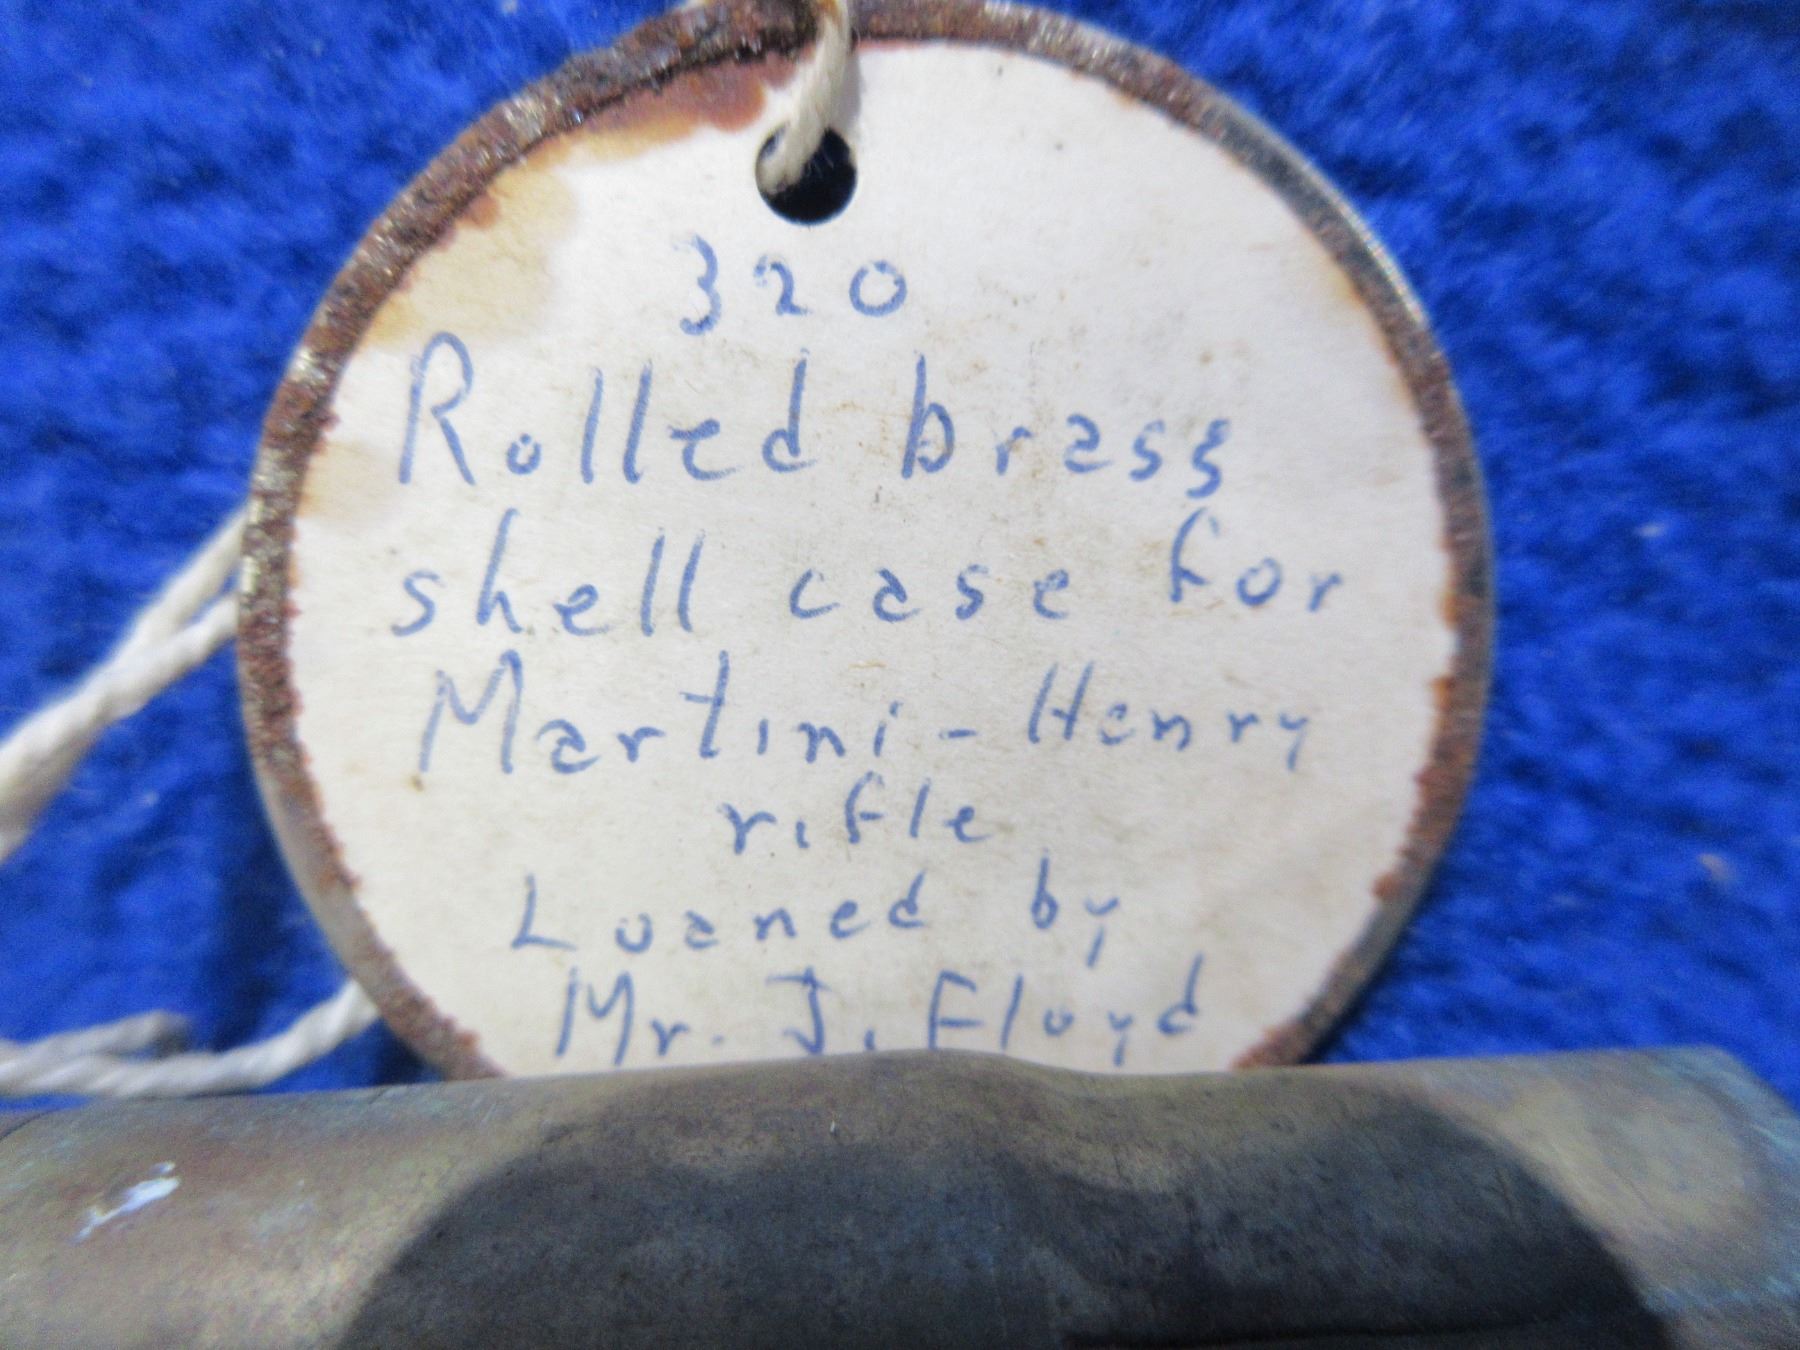 320
Rolled brass
shell case for
Martini-Henry
rifle
Loaned by
Mr. J. Floyd